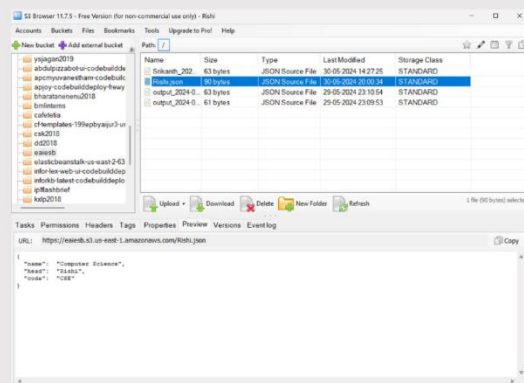 S3 Browser 11.7.5 - Free Version (for non-commercial use only) - Rishi
Accounts Buckets Files Bookmarks Tools Upgrade to Pro! Help
New bucket Add external bucket Path: /
ysjagan2019
abdulpizzabot-ui-codebuildde
apcmyuvanestham-codebuilc
apjoy-codebuilddeploy-frewy
bharatanenenu2018
bmlinterns
cafeteka
cf-templates-199epbyaijur3-us
csk2018
dd2018
eaiesb
elasticbeanstalk-us-east-2-63
infor-lex-web-ui-codebuilddep
inforkb-latest-codebuilddeplo
iptflashbrief
kxlp2018
Name Size Type Last Modified Storage Class
Srikanth_202... 63 bytes JSON Source File 30-05-2024 14:27:25 STANDARD
Rishi.json 90 bytes JSON Source File 30-05-2024 20:00:34 STANDARD
output_2024-0... 63 bytes JSON Source File 29-05-2024 23:10:54 STANDARD
output_2024-0... 61 bytes JSON Source File 29-05-2024 23:09:53 STANDARD
Upload Download Delete New Folder Refresh
1 file (90 bytes) selecte
Tasks Permissions Headers Tags Properties Preview Versions Eventlog
URL: https://eaiesb.s3.us-east-1.amazonaws.com/Rishi.json Copy
{
"name": "Computer Science",
"head": "Rishi",
"code": "CSE"
}